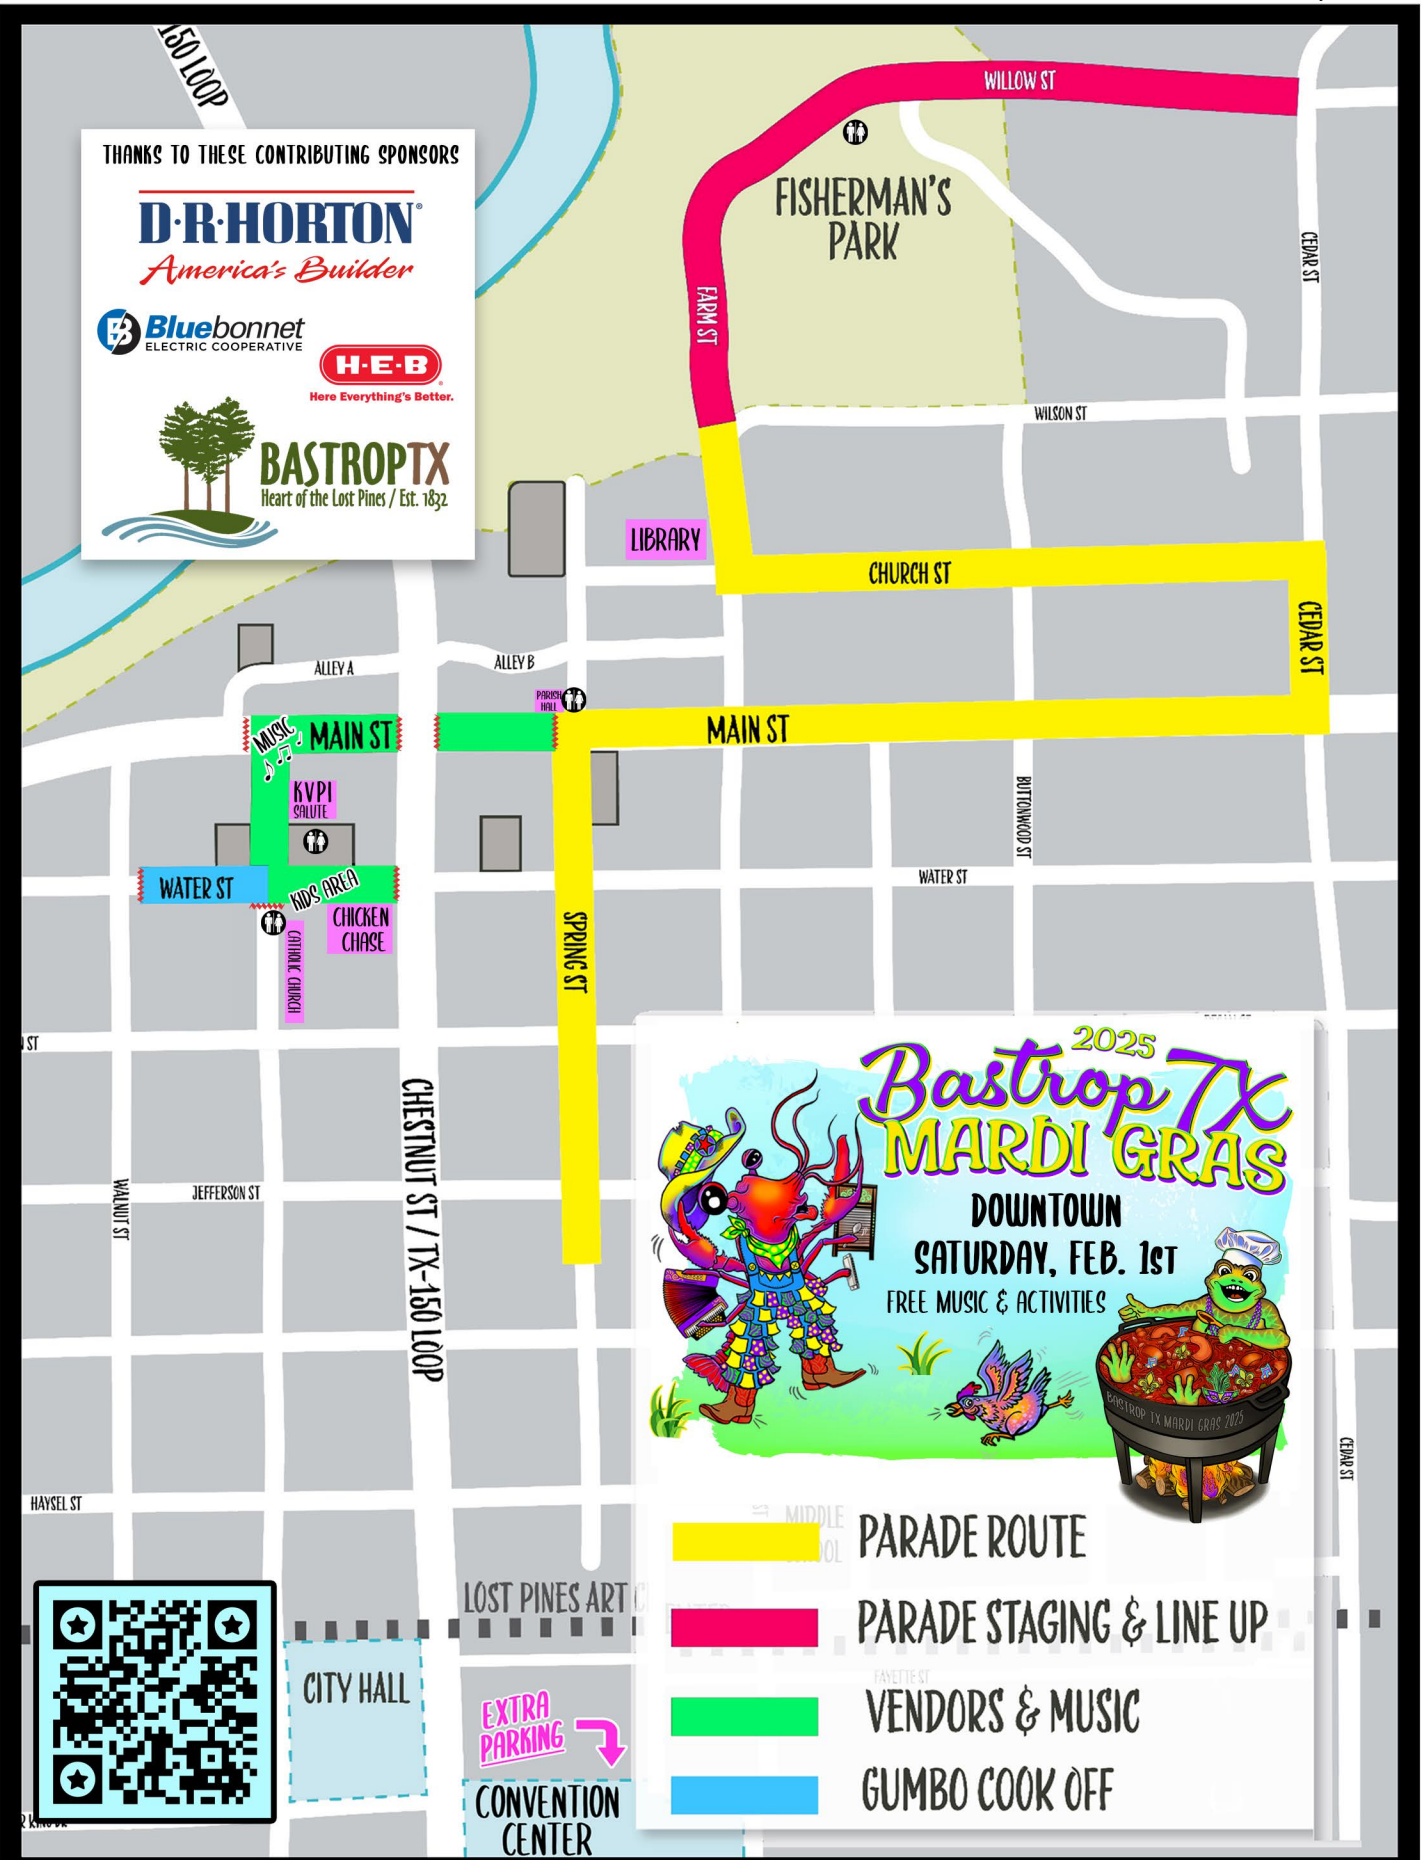 150 LOOP
THANKS TO THESE CONTRIBUTING SPONSORS
D·R·HORTON®
America's Builder
Bluebonnet
ELECTRIC COOPERATIVE
H-E-B
Here Everything's Better.
BASTROPTX
Heart of the Lost Pines / Est. 1832
WILLOW ST
FISHERMAN'S
PARK
CEDAR ST
FARM ST
WILSON ST
LIBRARY
CHURCH ST
CEDAR ST
ALLEY A
ALLEY B
PARISH
HALL
MUSIC
MAIN ST
MAIN ST
KVPI
SALUTE
BUTTONWOOD ST
WATER ST
KIDS AREA
WATER ST
CHICKEN
CHASE
CATHOLIC CHURCH
SPRING ST
ST
CHESTNUT ST / TX-150 LOOP
WALNUT ST
JEFFERSON ST
2025
Bastrop TX
MARDI GRAS
DOWNTOWN
SATURDAY, FEB. 1ST
FREE MUSIC & ACTIVITIES
BASTROP TX MARDI GRAS 2025
CEDAR ST
HAYSEL ST
MIDDLE
PARADE ROUTE
LOST PINES ART
PARADE STAGING & LINE UP
FAYETTE ST
CITY HALL
EXTRA
PARKING
VENDORS & MUSIC
GUMBO COOK OFF
CONVENTION
CENTER